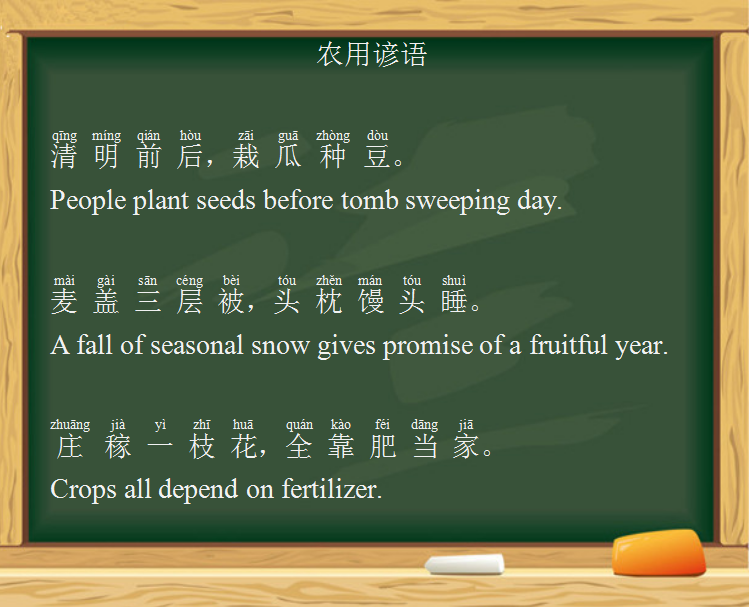 农用谚语
qīng míng qián hòu zāi guā zhòng dòu
清明前后，栽瓜种豆。
People plant seeds before tomb sweeping day.
mài gài sān céng bèi tóu zhěn mán tóu shuì
麦盖三层被，头枕馒头睡。
A fall of seasonal snow gives promise of a fruitful year.
zhuāng jià yì zhī huā quán kào féi dāng jiā
庄稼一枝花，全靠肥当家。
Crops all depend on fertilizer.